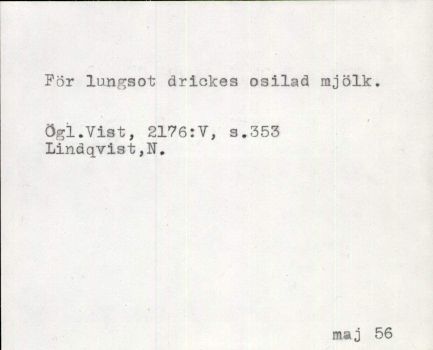 För lungsot drickes osilad mjölk.
Ögl.Vist, 2176:V, s.353
Lindqvist,N.
maj 56